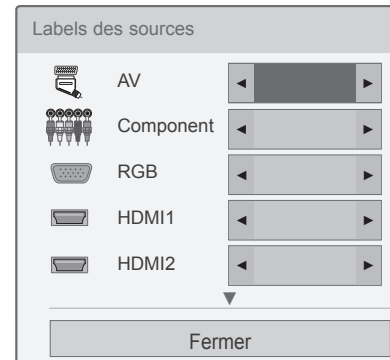 Labels des sources
AV
Component
RGB
HDMI1
HDMI2
Fermer